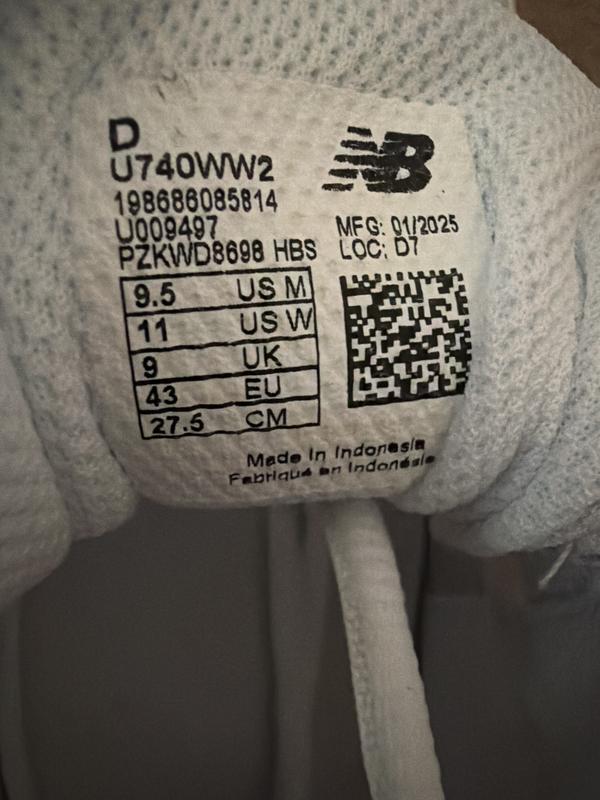 D
U740WW2
198686085814
U009497
PZKWD8698 HBS
NB
MFG: 01/2025
LOC: D7
9.5 US M
11 US W
9 UK
43 EU
27.5 CM
Made In Indonesia
Fabriqué en Indonésie